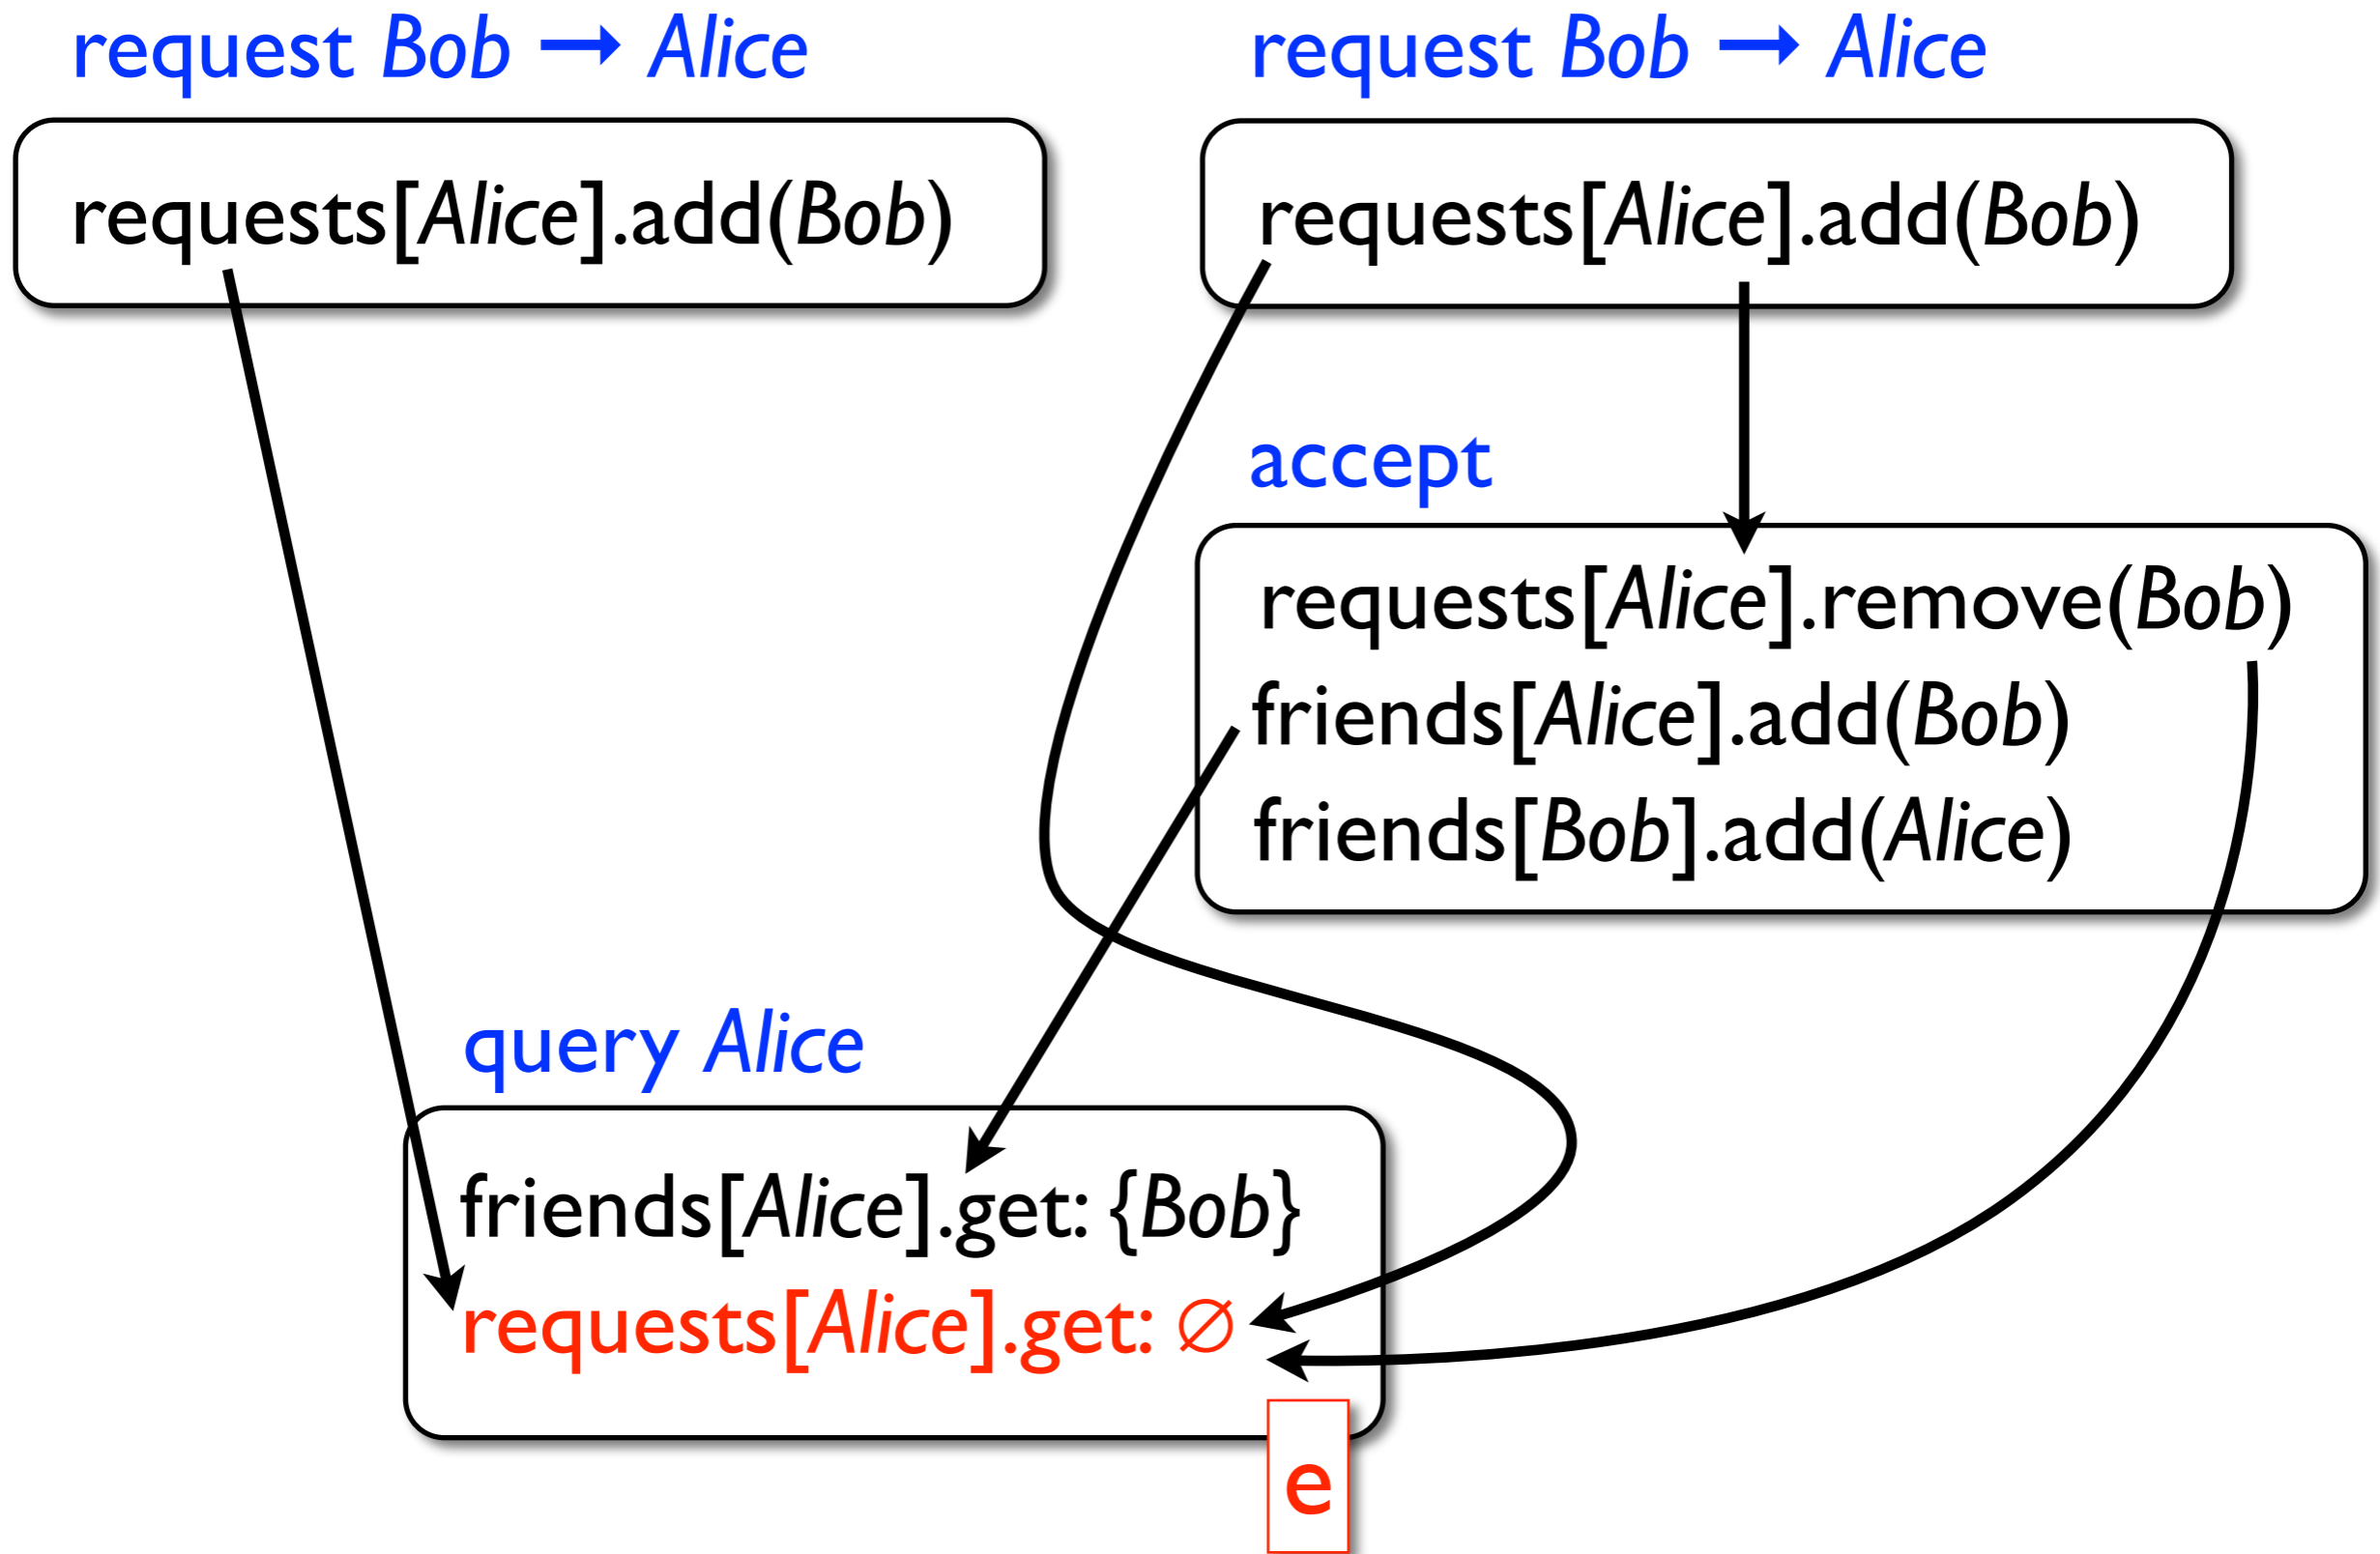 request Bob → Alice
requests[Alice].add(Bob)
request Bob → Alice
requests[Alice].add(Bob)
accept
requests[Alice].remove(Bob)
friends[Alice].add(Bob)
friends[Bob].add(Alice)
query Alice
friends[Alice].get: {Bob}
requests[Alice].get: ∅
e